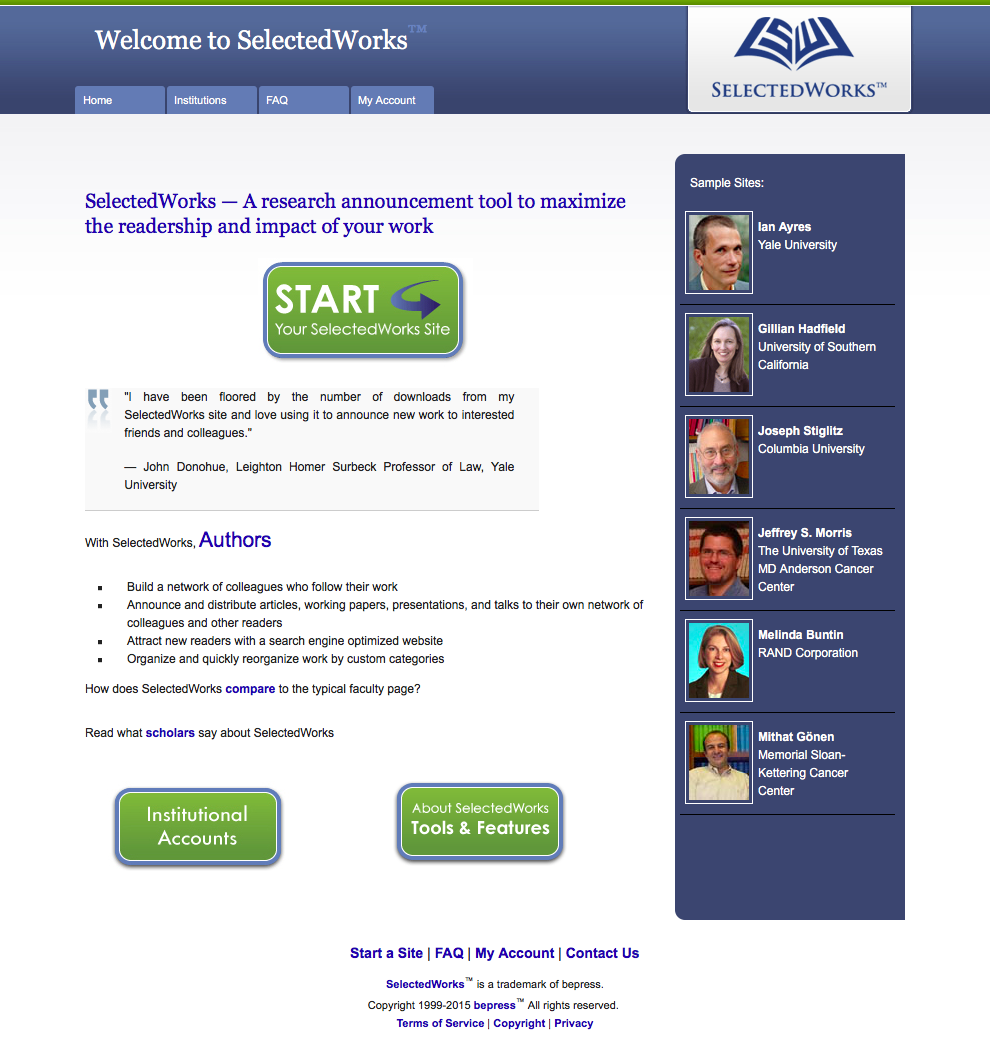 Welcome to SelectedWorks™
SELECTEDWORKS™
Home
Institutions
FAQ
My Account
SelectedWorks — A research announcement tool to maximize
the readership and impact of your work
START
Your SelectedWorks Site
"I have been floored by the number of downloads from my
SelectedWorks site and love using it to announce new work to interested
friends and colleagues."
— John Donohue, Leighton Homer Surbeck Professor of Law, Yale
University
With SelectedWorks, Authors
▪ Build a network of colleagues who follow their work
▪ Announce and distribute articles, working papers, presentations, and talks to their own network of
colleagues and other readers
▪ Attract new readers with a search engine optimized website
▪ Organize and quickly reorganize work by custom categories
How does SelectedWorks compare to the typical faculty page?
Read what scholars say about SelectedWorks
Institutional
Accounts
About SelectedWorks
Tools & Features
Sample Sites:
Ian Ayres
Yale University
Gillian Hadfield
University of Southern
California
Joseph Stiglitz
Columbia University
Jeffrey S. Morris
The University of Texas
MD Anderson Cancer
Center
Melinda Buntin
RAND Corporation
Mithat Gönen
Memorial Sloan-
Kettering Cancer
Center
Start a Site | FAQ | My Account | Contact Us
SelectedWorks™ is a trademark of bepress.
Copyright 1999-2015 bepress™ All rights reserved.
Terms of Service | Copyright | Privacy